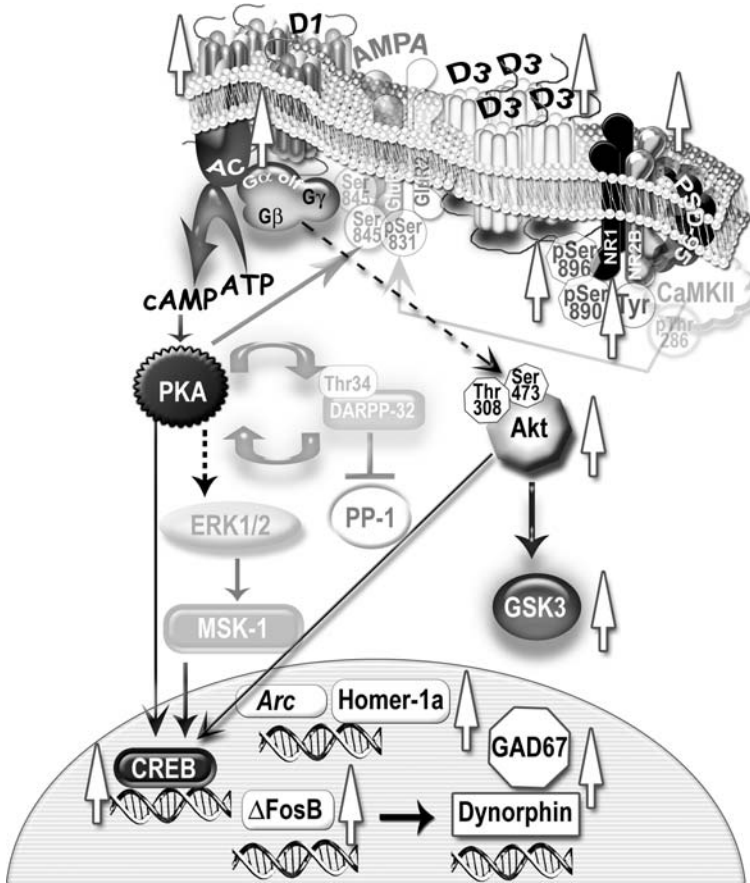 D1
AMPA
D3
D3
D3
D3
AC
Gα olf
Gγ
Gβ
Ser
845
Ser
845
pSer
831
GluR2
NR1
NR2B
PSD-95
pSer
896
pSer
890
Tyr
CaMKII
pThr
286
cAMP
ATP
PKA
Thr34
DARPP-32
Thr
308
Ser
473
Akt
ERK1/2
PP-1
GSK3
MSK-1
Arc
Homer-1a
GAD67
CREB
ΔFosB
Dynorphin